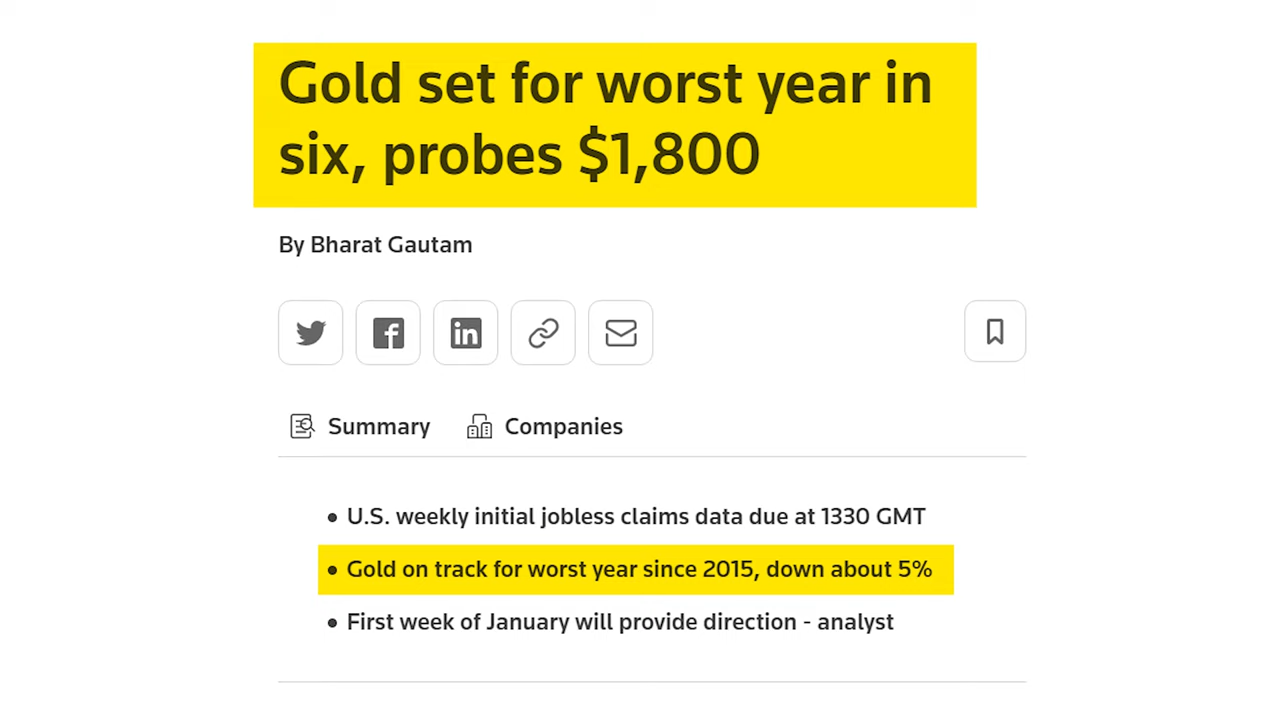 Gold set for worst year in
six, probes $1,800
By Bharat Gautam
Summary
Companies
U.S. weekly initial jobless claims data due at 1330 GMT
Gold on track for worst year since 2015, down about 5%
First week of January will provide direction - analyst